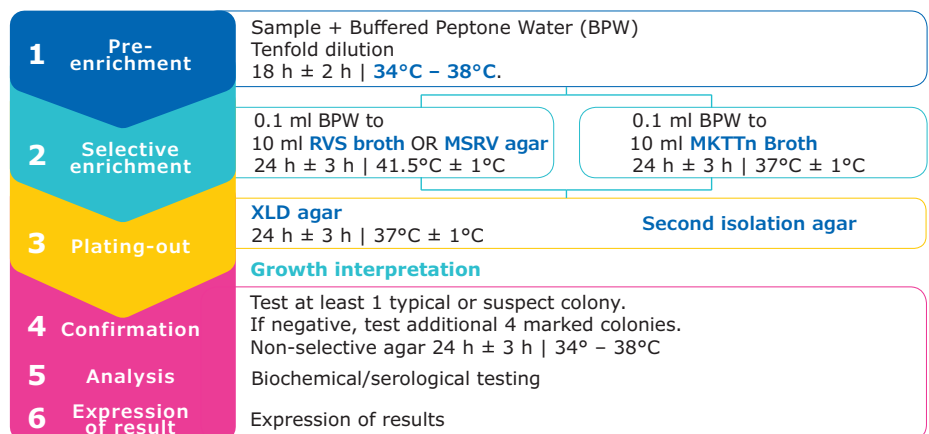 1 Pre-
enrichment
Sample + Buffered Peptone Water (BPW)
Tenfold dilution
18 h ± 2 h | 34°C – 38°C.
2 Selective
enrichment
0.1 ml BPW to
10 ml RVS broth OR MSRV agar
24 h ± 3 h | 41.5°C ± 1°C
0.1 ml BPW to
10 ml MKTTn Broth
24 h ± 3 h | 37°C ± 1°C
3 Plating-out
XLD agar
24 h ± 3 h | 37°C ± 1°C
Second isolation agar
Growth interpretation
4 Confirmation
Test at least 1 typical or suspect colony.
If negative, test additional 4 marked colonies.
Non-selective agar 24 h ± 3 h | 34° – 38°C
5 Analysis
Biochemical/serological testing
6 Expression
of result
Expression of results